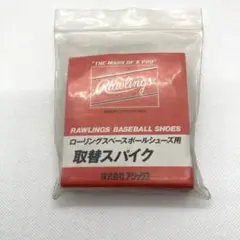 "THE MARK OF A PRO"
Rawlings
RAWLINGS BASEBALL SHOES
ローリングスベースボールシューズ用
取替スパイク
株式会社アシックス